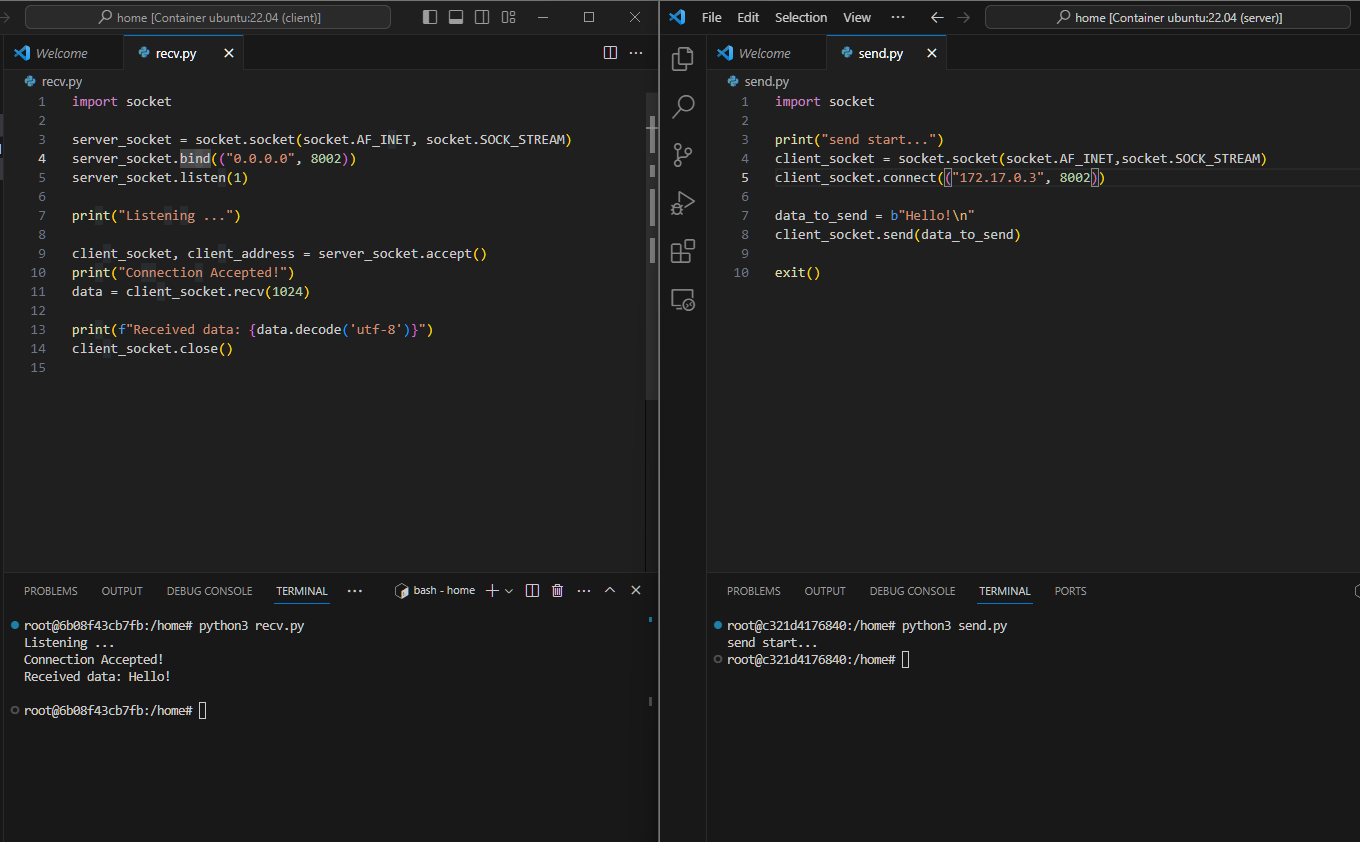 home [Container ubuntu:22.04 (client)]
Welcome
recv.py
recv.py
1 import socket
2
3 server_socket = socket.socket(socket.AF_INET, socket.SOCK_STREAM)
4 server_socket.bind(("0.0.0.0", 8002))
5 server_socket.listen(1)
6
7 print("Listening ...")
8
9 client_socket, client_address = server_socket.accept()
10 print("Connection Accepted!")
11 data = client_socket.recv(1024)
12
13 print(f"Received data: {data.decode('utf-8')}")
14 client_socket.close()
15
PROBLEMS OUTPUT DEBUG CONSOLE TERMINAL ··· bash - home
root@6b08f43cb7fb:/home# python3 recv.py
Listening ...
Connection Accepted!
Received data: Hello!
root@6b08f43cb7fb:/home#
File Edit Selection View ··· home [Container ubuntu:22.04 (server)]
Welcome
send.py
send.py
1 import socket
2
3 print("send start...")
4 client_socket = socket.socket(socket.AF_INET,socket.SOCK_STREAM)
5 client_socket.connect(("172.17.0.3", 8002))
6
7 data_to_send = b"Hello!\n"
8 client_socket.send(data_to_send)
9
10 exit()
PROBLEMS OUTPUT DEBUG CONSOLE TERMINAL PORTS
root@c321d4176840:/home# python3 send.py
send start...
root@c321d4176840:/home#